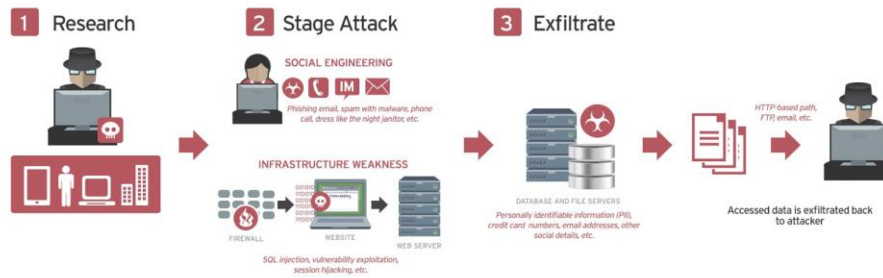 1 Research
2 Stage Attack
3 Exfiltrate
SOCIAL ENGINEERING
IM
Phishing email, spam with malware, phone
call, dress like the night janitor, etc.
INFRASTRUCTURE WEAKNESS
FIREWALL
WEBSITE
WEB SERVER
SQL injection, vulnerability exploitation,
session hijacking, etc.
DATABASE AND FILE SERVERS
Personally identifiable information (PII),
credit card numbers, email addresses, other
social details, etc.
HTTP-based path,
FTP, email, etc.
Accessed data is exfiltrated back
to attacker